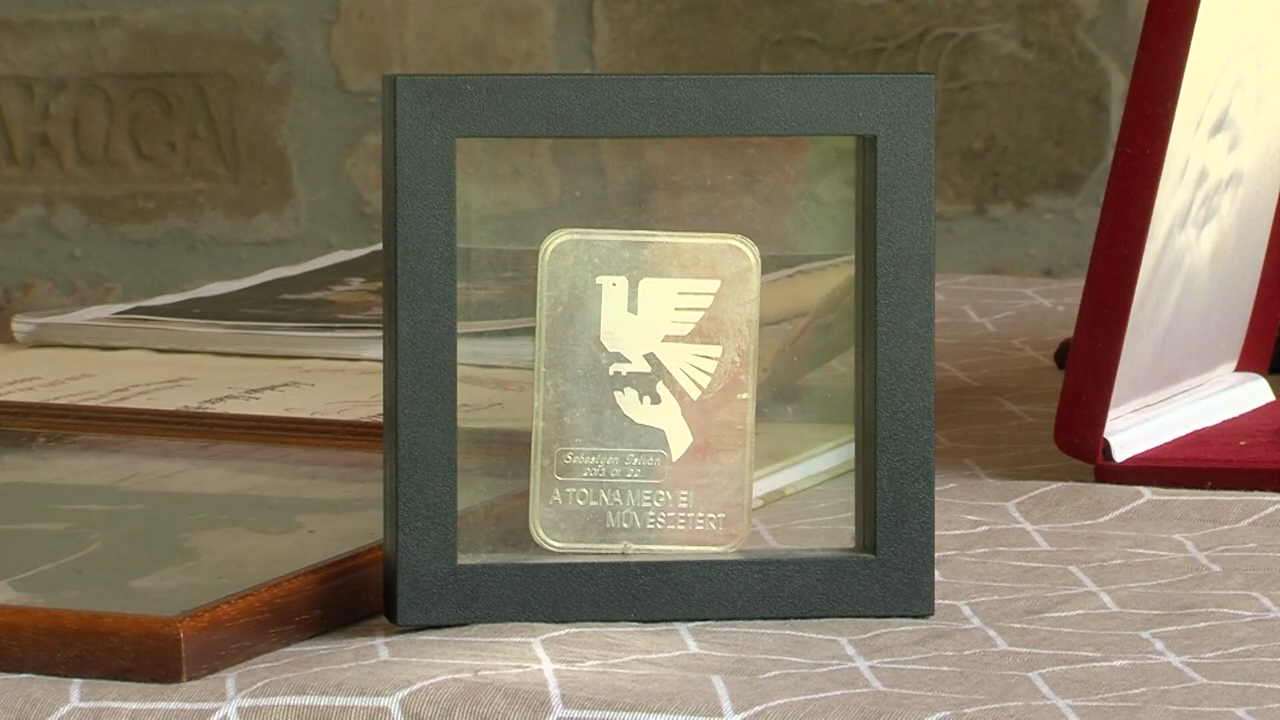 Sebestyén István
2013. 01. 22.
A TOLNA MEGYEI
MŰVÉSZETÉRT